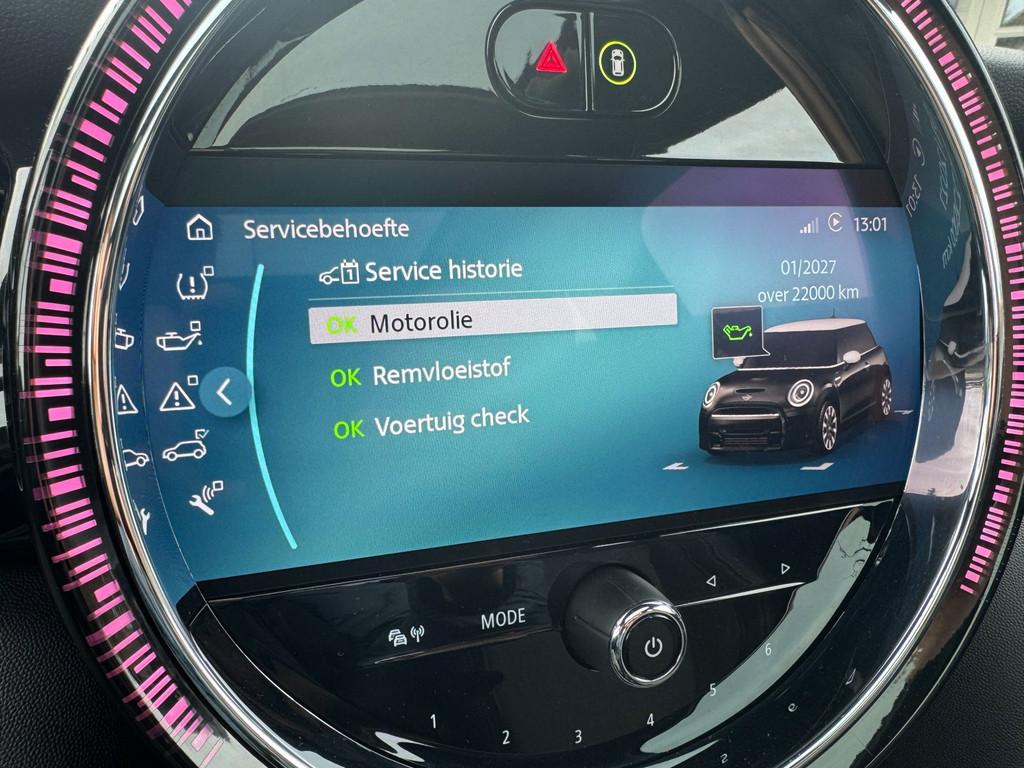 Servicebehoefte
13:01
Service historie
01/2027
over 22000 km
OK Motorolie
OK Remvloeistof
OK Voertuig check
MODE
1
2
3
4
5
6